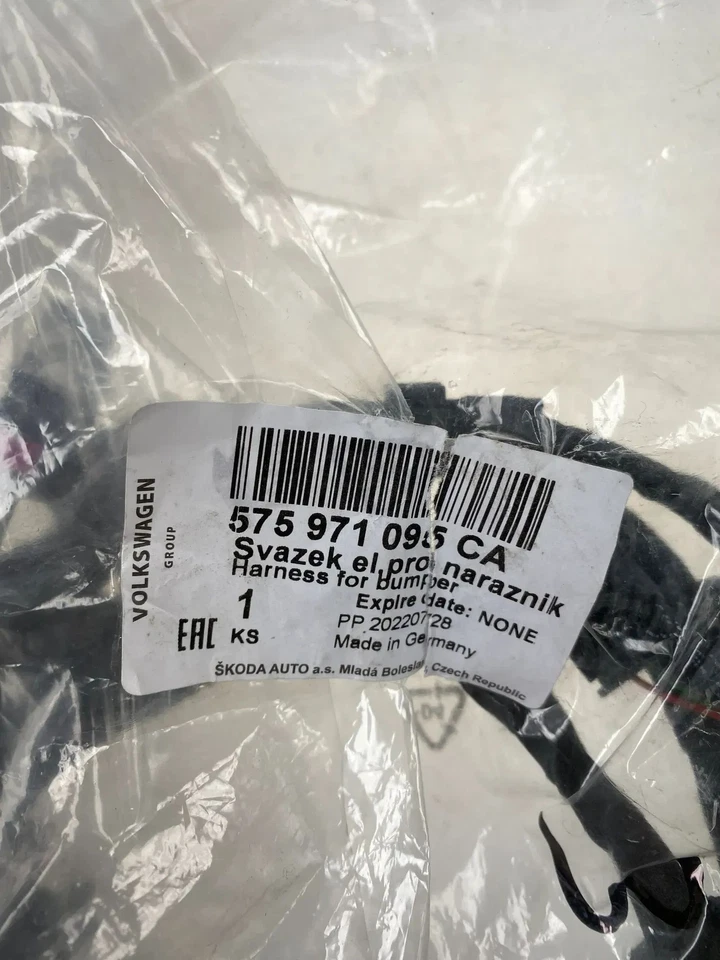 VOLKSWAGEN
GROUP
575 971 095 CA
Svazek el.pro naraznik
Harness for bumper
1
KS
EAC
Expire date: NONE
PP 20220728
Made in Germany
ŠKODA AUTO a.s. Mladá Boleslav, Czech Republic